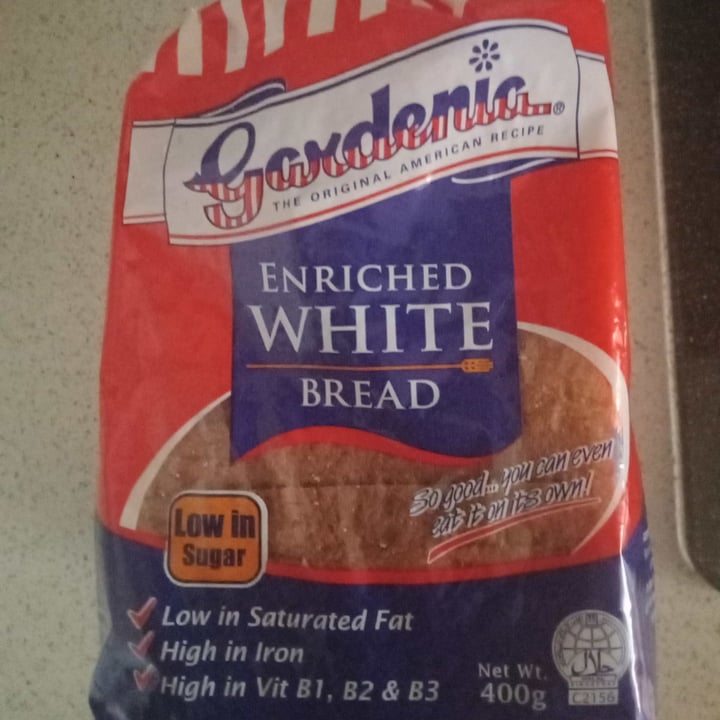 Gardenia®
THE ORIGINAL AMERICAN RECIPE
ENRICHED
WHITE
BREAD
So good... you can even
eat it on its own!
Low in
Sugar
Low in Saturated Fat
High in Iron
High in Vit B1, B2 & B3
Net Wt.
400g
حلال
C2156